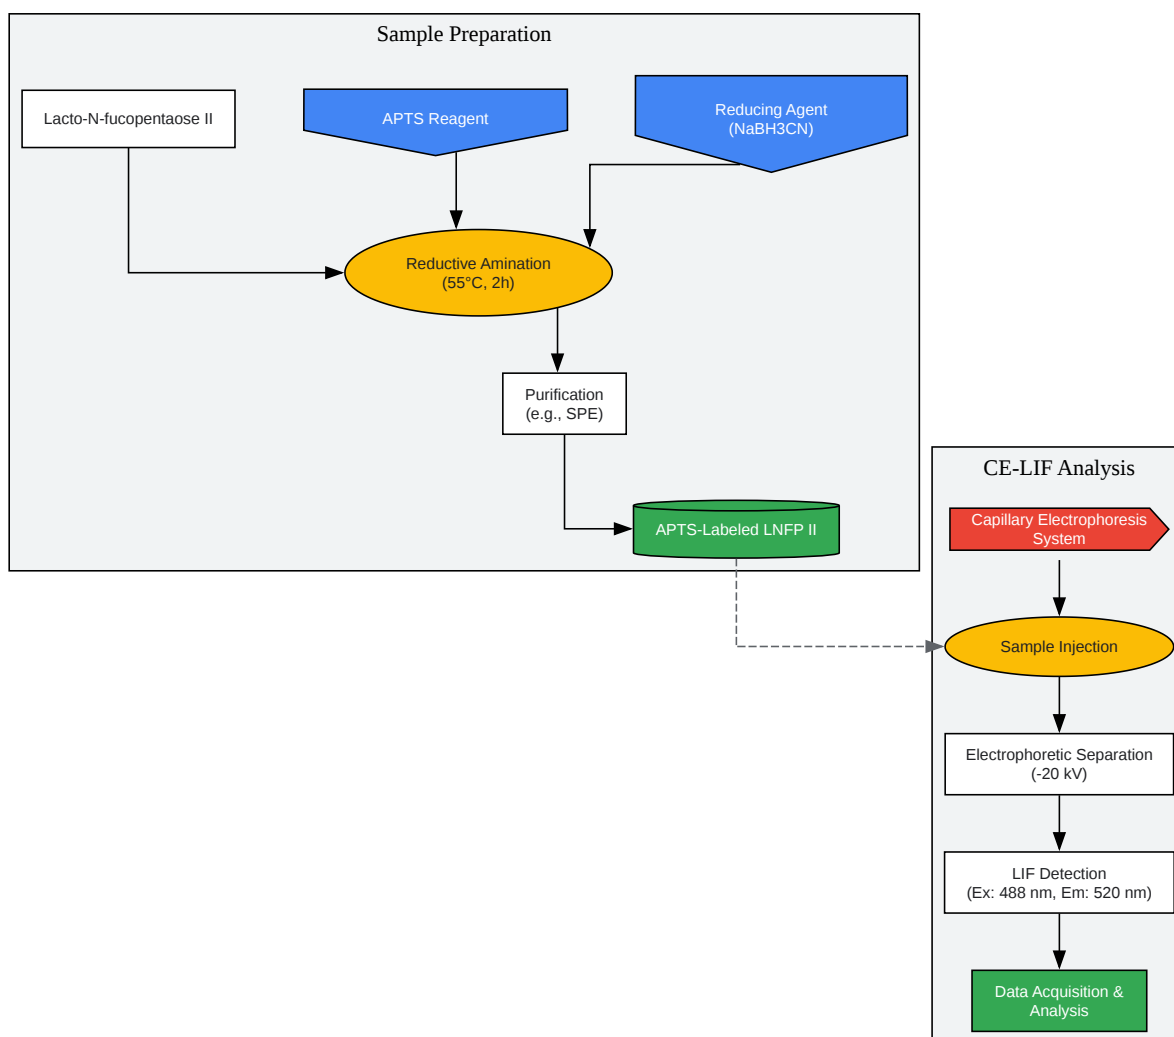 Sample Preparation
Lacto-N-fucopentaose II
APTS Reagent
Reducing Agent
(NaBH3CN)
Reductive Amination
(55°C, 2h)
Purification
(e.g., SPE)
APTS-Labeled LNFP II
CE-LIF Analysis
Capillary Electrophoresis
System
Sample Injection
Electrophoretic Separation
(-20 kV)
LIF Detection
(Ex: 488 nm, Em: 520 nm)
Data Acquisition &
Analysis